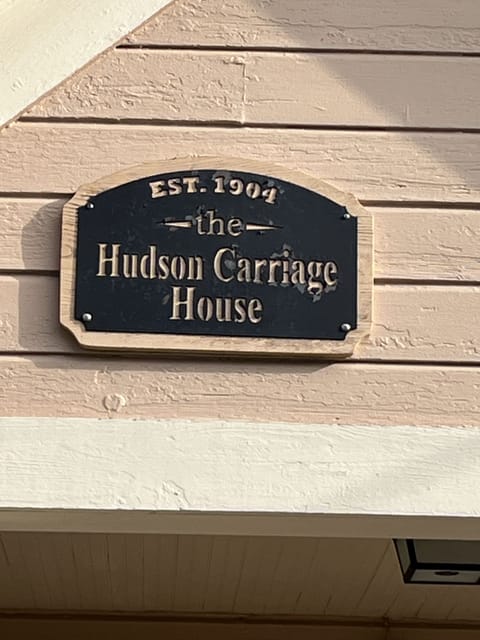 EST. 1904
the
Hudson Carriage
House